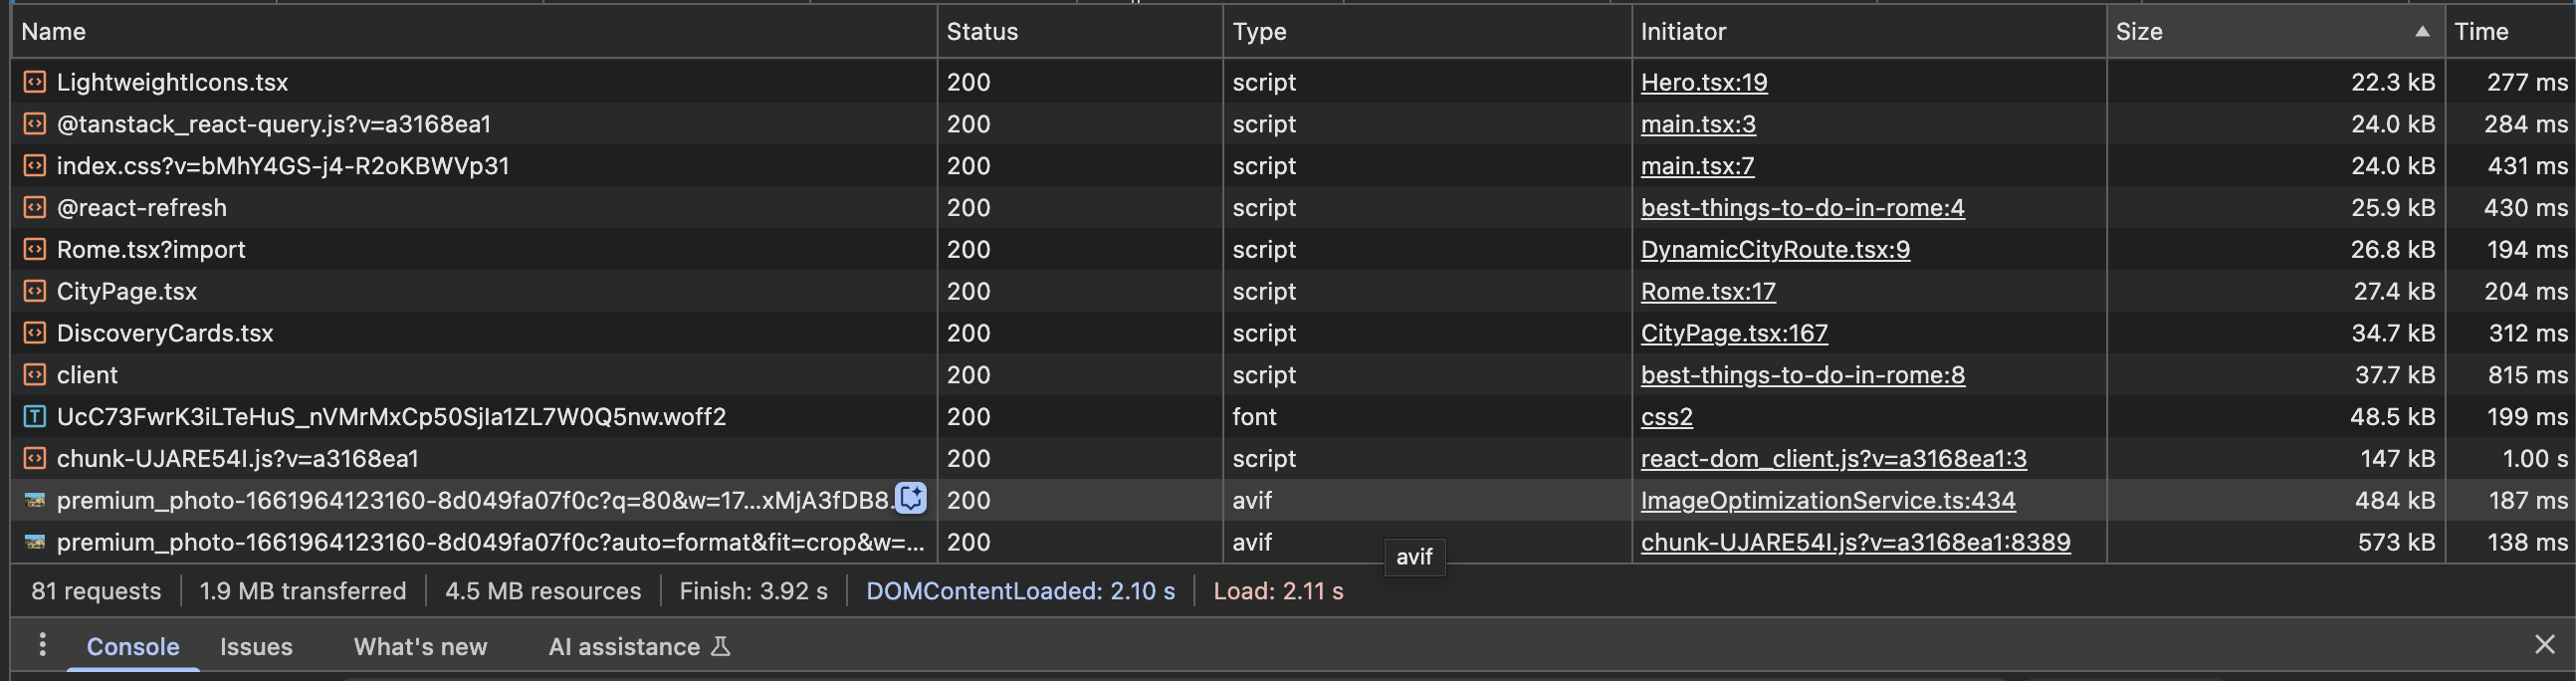 Name Status Type Initiator Size Time
LightweightIcons.tsx 200 script Hero.tsx:19 22.3 kB 277 ms
@tanstack_react-query.js?v=a3168ea1 200 script main.tsx:3 24.0 kB 284 ms
index.css?v=bMhY4GS-j4-R2oKBWVp31 200 script main.tsx:7 24.0 kB 431 ms
@react-refresh 200 script best-things-to-do-in-rome:4 25.9 kB 430 ms
Rome.tsx?import 200 script DynamicCityRoute.tsx:9 26.8 kB 194 ms
CityPage.tsx 200 script Rome.tsx:17 27.4 kB 204 ms
DiscoveryCards.tsx 200 script CityPage.tsx:167 34.7 kB 312 ms
client 200 script best-things-to-do-in-rome:8 37.7 kB 815 ms
UcC73FwrK3iLTeHuS_nVMrMxCp50SjIa1ZL7W0Q5nw.woff2 200 font css2 48.5 kB 199 ms
chunk-UJARE54I.js?v=a3168ea1 200 script react-dom_client.js?v=a3168ea1:3 147 kB 1.00 s
premium_photo-1661964123160-8d049fa07f0c?q=80&w=17...xMjA3fDB8. 200 avif ImageOptimizationService.ts:434 484 kB 187 ms
premium_photo-1661964123160-8d049fa07f0c?auto=format&fit=crop&w=... 200 avif chunk-UJARE54I.js?v=a3168ea1:8389 573 kB 138 ms
avif
81 requests 1.9 MB transferred 4.5 MB resources Finish: 3.92 s DOMContentLoaded: 2.10 s Load: 2.11 s
Console Issues What's new AI assistance